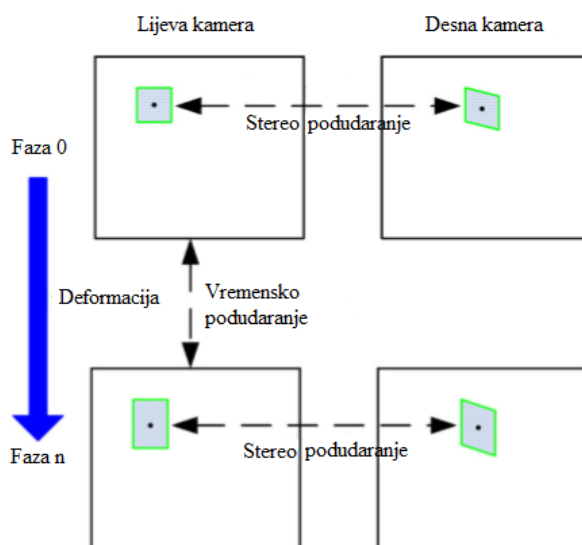 Lijeva kamera
Desna kamera
Stereo podudaranje
Faza 0
Deformacija
Vremensko
podudaranje
Stereo podudaranje
Faza n